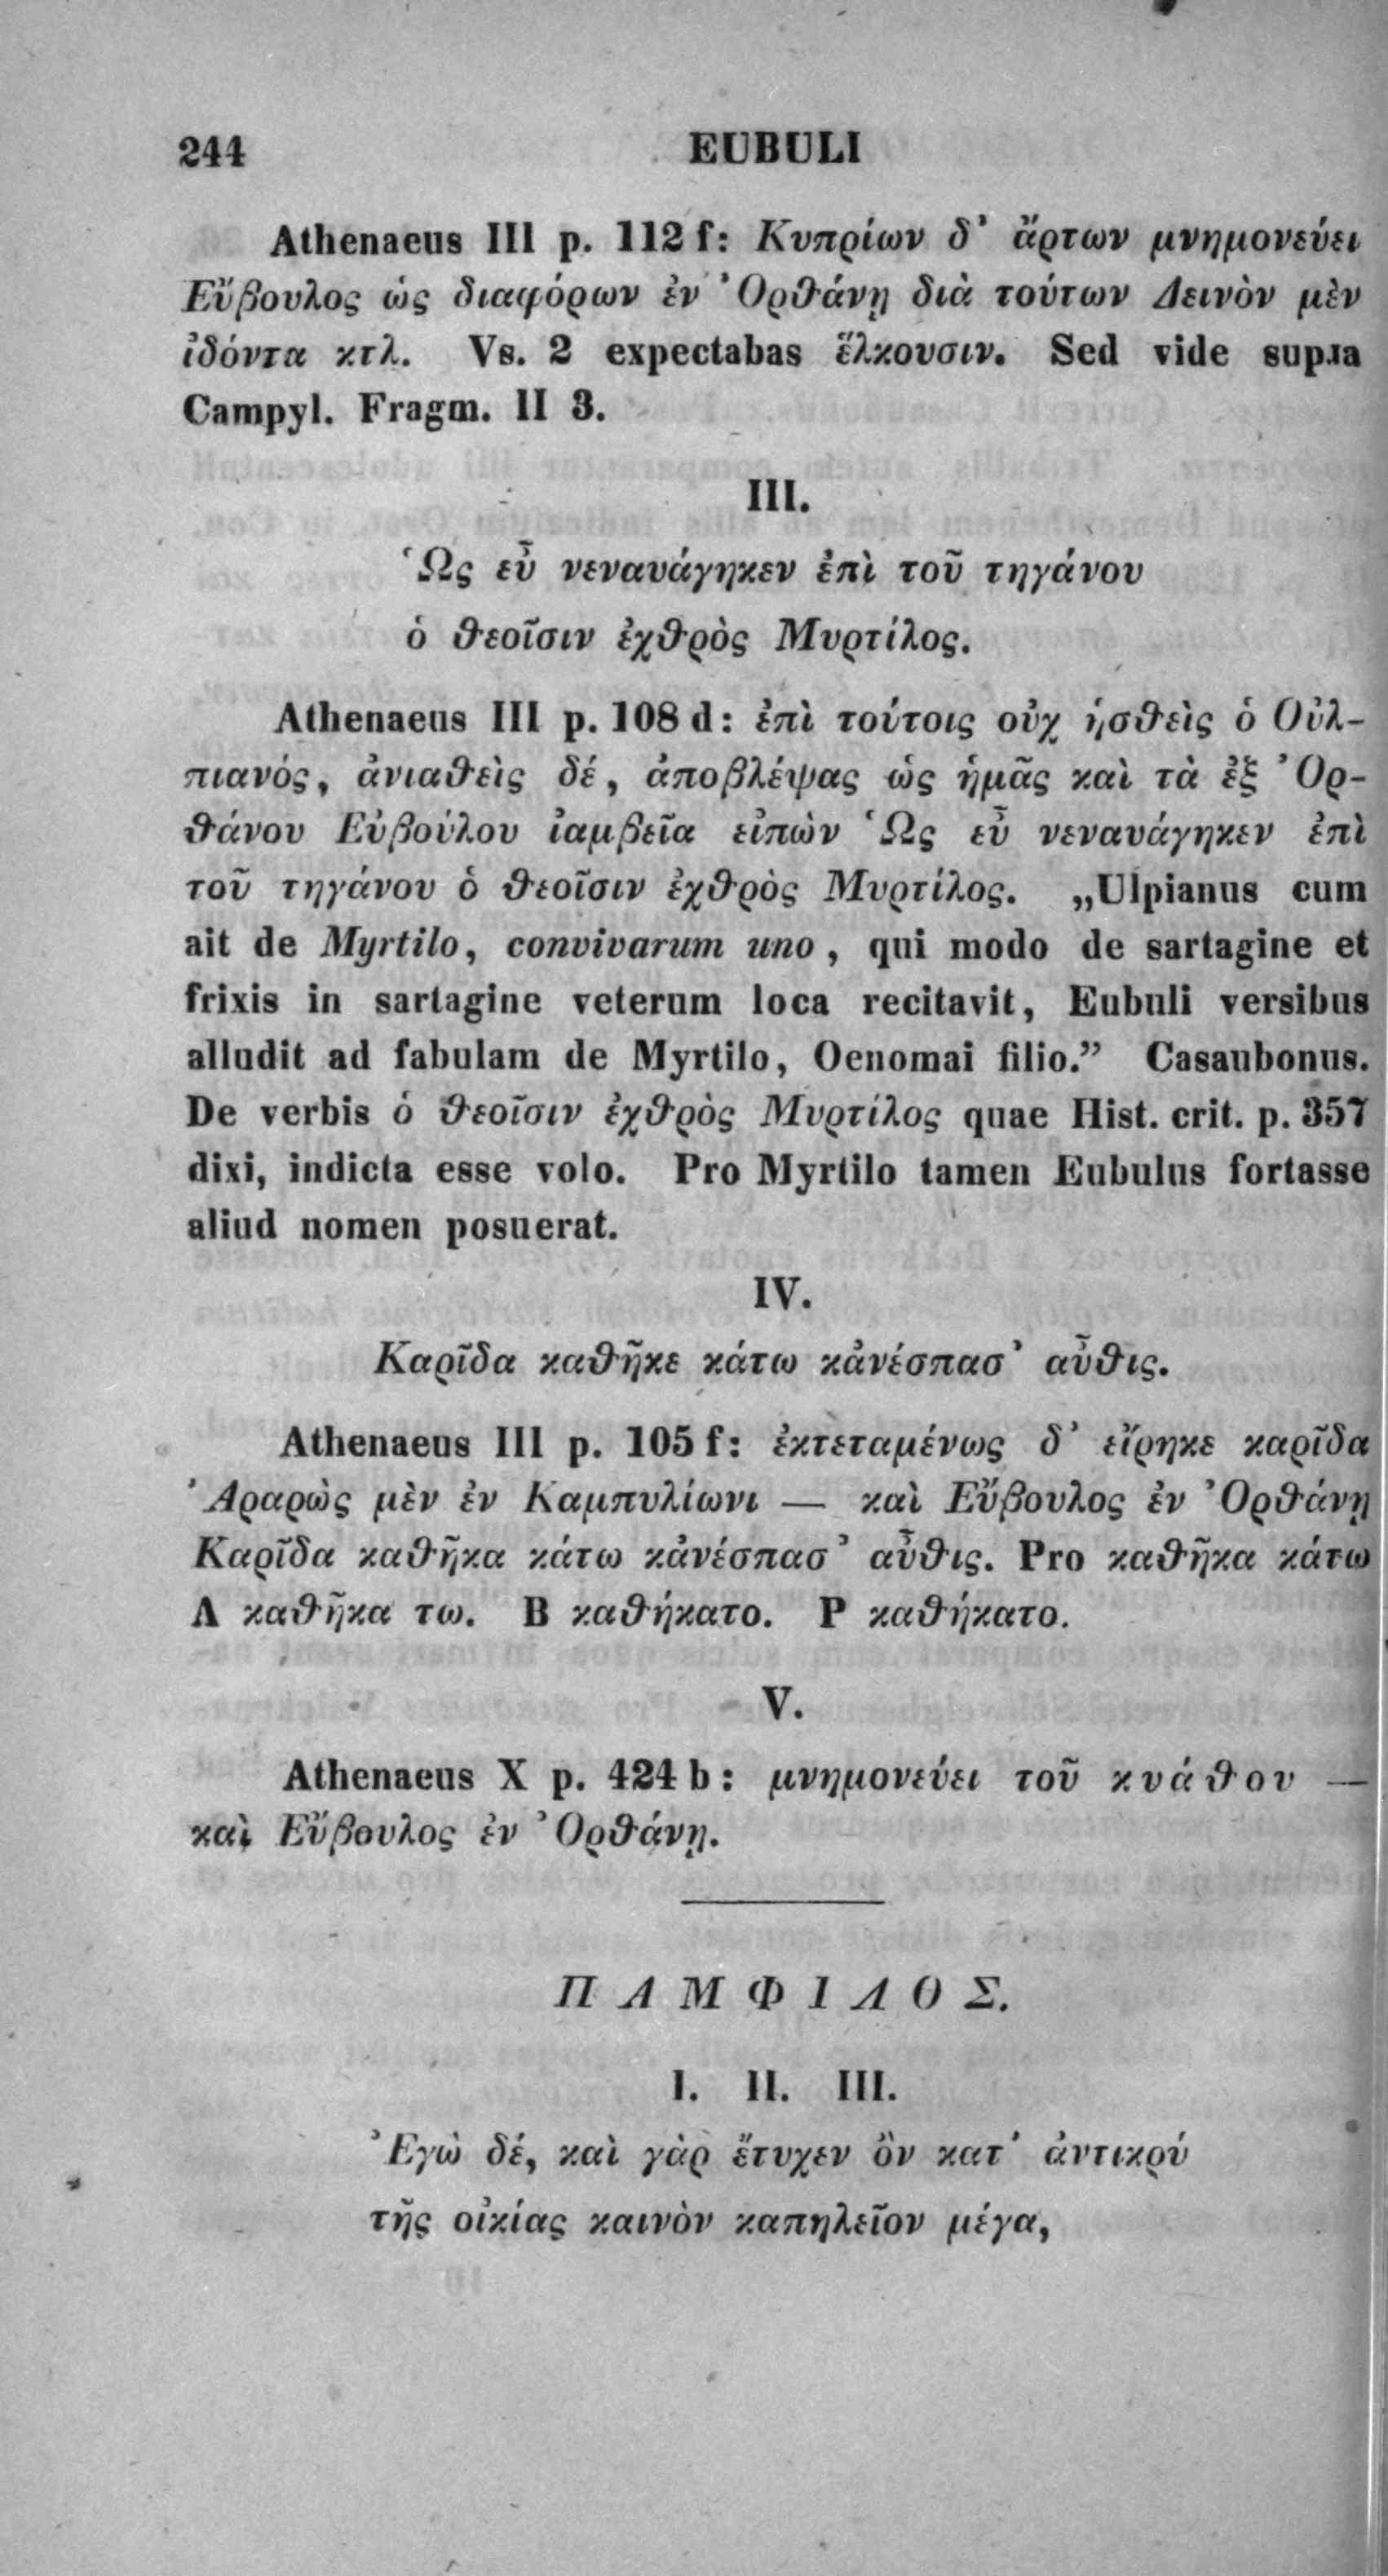 244 EUBULI
Athenaeus III p. 112 f: Κυπρίων δ' ἄρτων μνημονεύει
Εὔβουλος ὡς διαφόρων ἐν Ὀρθάνῃ διὰ τούτων Δεινὸν μὲν
ἰδόντα κτλ. Vs. 2 expectabas ἕλκουσιν. Sed vide supra
Campyl. Fragm. II 3.
III.
Ὡς εὖ νεναυάγηκεν ἐπὶ τοῦ τηγάνου
ὁ θεοῖσιν ἐχθρὸς Μυρτίλος.
Athenaeus III p. 108 d: ἐπὶ τούτοις οὐχ ἡσθεὶς ὁ Οὐλ-
πιανός, ἀνιαθεὶς δέ, ἀποβλέψας ὡς ἡμᾶς καὶ τὰ ἐξ Ὀρ-
θάνου Εὐβούλου ἰαμβεῖα εἰπών Ὡς εὖ νεναυάγηκεν ἐπὶ
τοῦ τηγάνου ὁ θεοῖσιν ἐχθρὸς Μυρτίλος. „Ulpianus cum
ait de Myrtilo, convivarum uno, qui modo de sartagine et
frixis in sartagine veterum loca recitavit, Eubuli versibus
alludit ad fabulam de Myrtilo, Oenomai filio.” Casaubonus.
De verbis ὁ θεοῖσιν ἐχθρὸς Μυρτίλος quae Hist. crit. p. 357
dixi, indicta esse volo. Pro Myrtilo tamen Eubulus fortasse
aliud nomen posuerat.
IV.
Καρῖδα καθῆκε κάτω κἀνέσπασ' αὖθις.
Athenaeus III p. 105 f: ἐκτεταμένως δ' εἴρηκε καρῖδα
Ἀραρὼς μὲν ἐν Καμπυλίωνι — καὶ Εὔβουλος ἐν Ὀρθάνῃ
Καρῖδα καθῆκα κάτω κἀνέσπασ' αὖθις. Pro καθῆκα κάτω
A καθῆκα τω. B καθήκατο. P καθήκατο.
V.
Athenaeus X p. 424 b: μνημονεύει τοῦ κυάθου —
καὶ Εὔβουλος ἐν Ὀρθάνῃ.
ΠΑΜΦΙΛΟΣ.
I. II. III.
Ἐγὼ δέ, καὶ γὰρ ἔτυχεν ὂν κατ' ἀντικρύ
τῆς οἰκίας καινὸν καπηλεῖον μέγα,